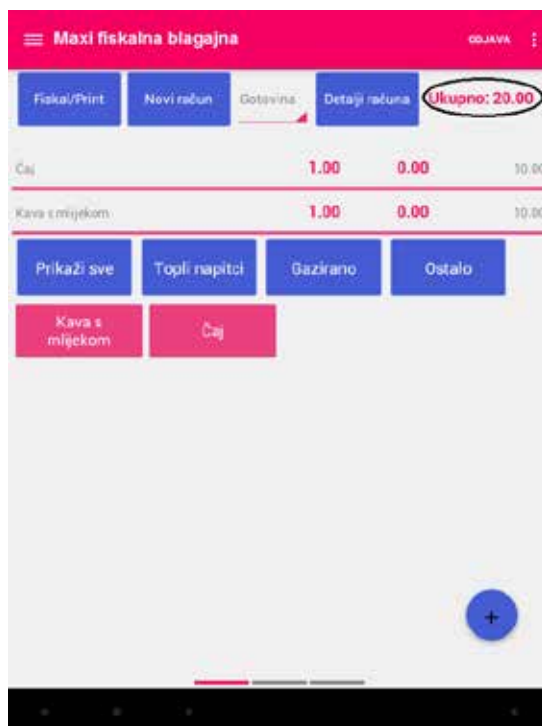 Maxi fiskalna blagajna ODJAVA
Fiskal/Print Novi račun Gotovina Detalji računa Ukupno: 20.00
Čaj 1.00 0.00 10.00
Kava s mlijekom 1.00 0.00 10.00
Prikaži sve Topli napitci Gazirano Ostalo
Kava s
mlijekom
Čaj
+